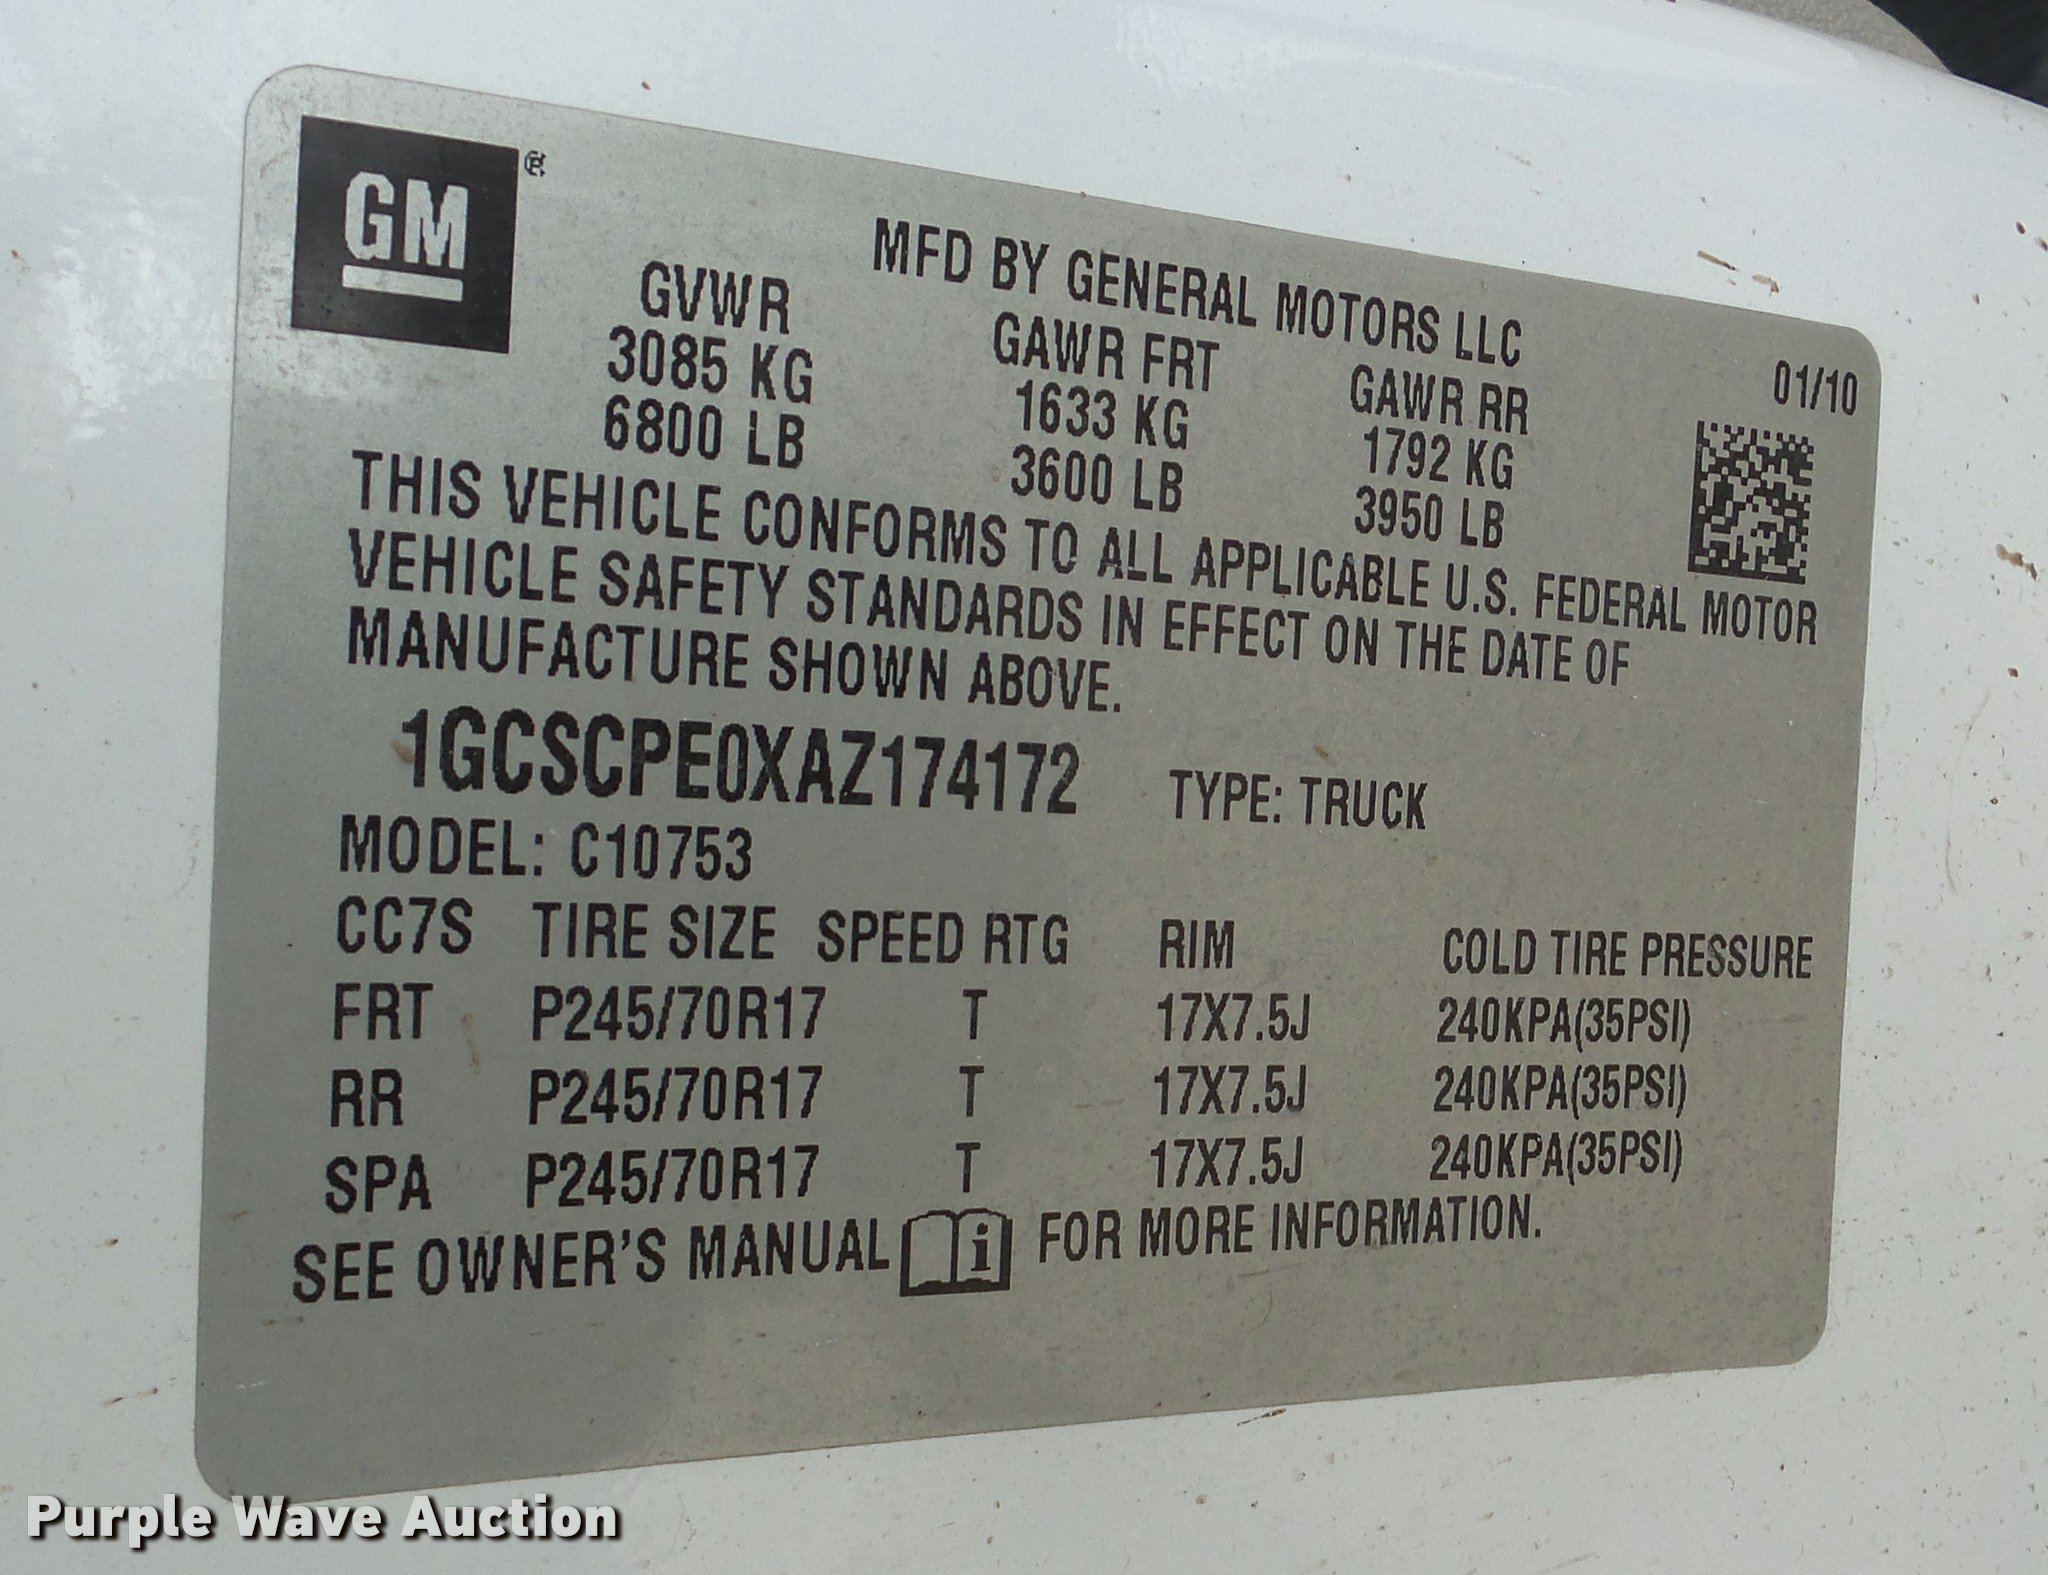 GM ®
MFD BY GENERAL MOTORS LLC
01/10
GVWR GAWR FRT GAWR RR
3085 KG 1633 KG 1792 KG
6800 LB 3600 LB 3950 LB
THIS VEHICLE CONFORMS TO ALL APPLICABLE U.S. FEDERAL MOTOR
VEHICLE SAFETY STANDARDS IN EFFECT ON THE DATE OF
MANUFACTURE SHOWN ABOVE.
1GCSCPE0XAZ174172 TYPE: TRUCK
MODEL: C10753
CC7S TIRE SIZE SPEED RTG RIM COLD TIRE PRESSURE
FRT P245/70R17 T 17X7.5J 240KPA(35PSI)
RR P245/70R17 T 17X7.5J 240KPA(35PSI)
SPA P245/70R17 T 17X7.5J 240KPA(35PSI)
SEE OWNER'S MANUAL i FOR MORE INFORMATION.
Purple Wave Auction